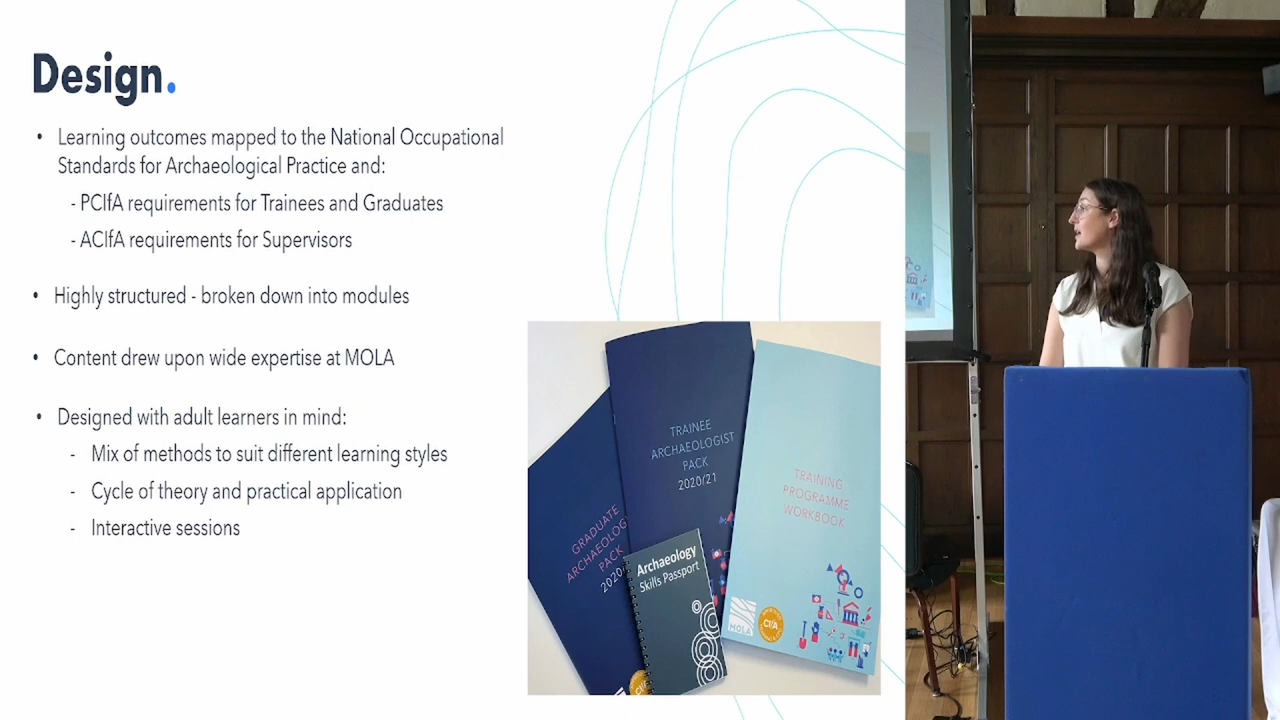 Design.
• Learning outcomes mapped to the National Occupational
Standards for Archaeological Practice and:
- PCIfA requirements for Trainees and Graduates
- ACIfA requirements for Supervisors
• Highly structured - broken down into modules
• Content drew upon wide expertise at MOLA
• Designed with adult learners in mind:
- Mix of methods to suit different learning styles
- Cycle of theory and practical application
- Interactive sessions
TRAINEE
ARCHAEOLOGIST
PACK
2020/21
TRAINING
PROGRAMME
WORKBOOK
GRADUATE
PACK
Archaeology
Skills Passport
MOLA
CIfA